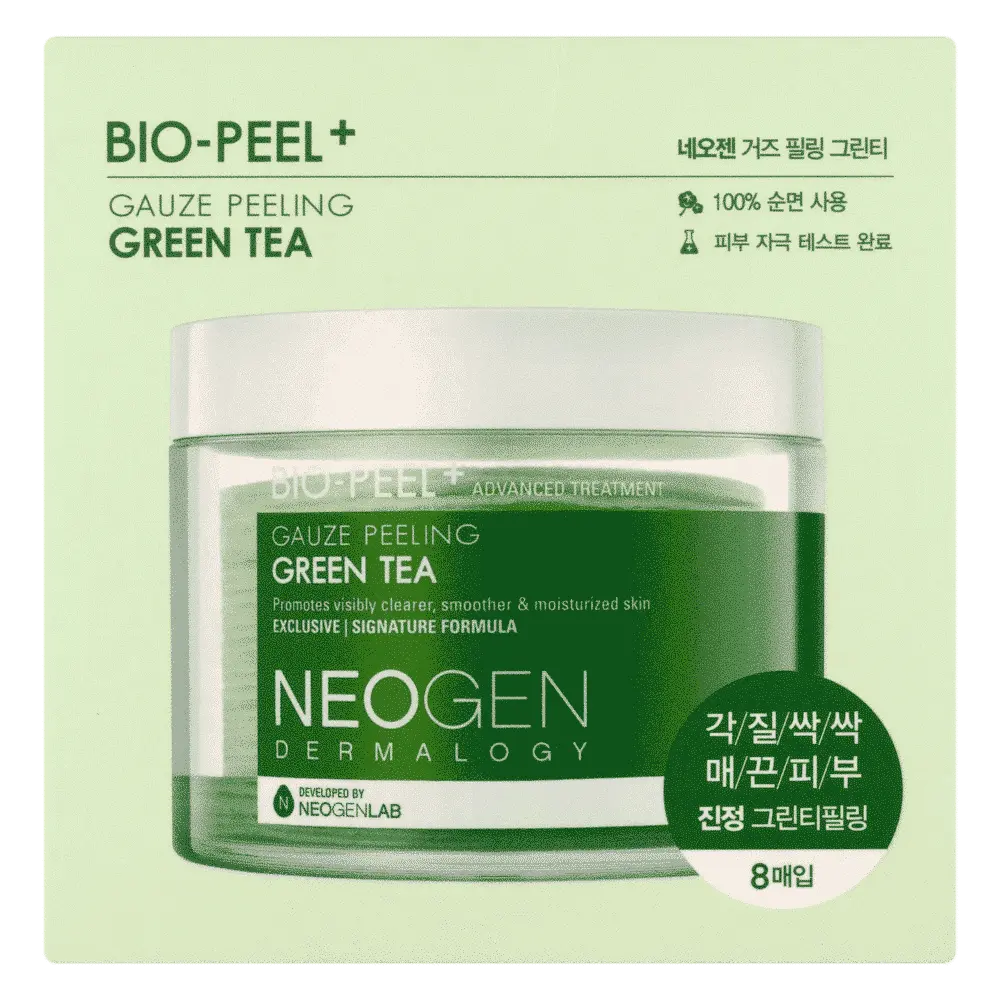 BIO-PEEL+
GAUZE PEELING
GREEN TEA
네오젠 거즈 필링 그린티
100% 순면 사용
피부 자극 테스트 완료
BIO-PEEL+ ADVANCED TREATMENT
GAUZE PEELING
GREEN TEA
Promotes visibly clearer, smoother & moisturized skin
EXCLUSIVE | SIGNATURE FORMULA
NEOGEN
DERMALOGY
N
DEVELOPED BY
NEOGENLAB
각/질/싹/싹
매/끈/피/부
진정 그린티필링
8매입